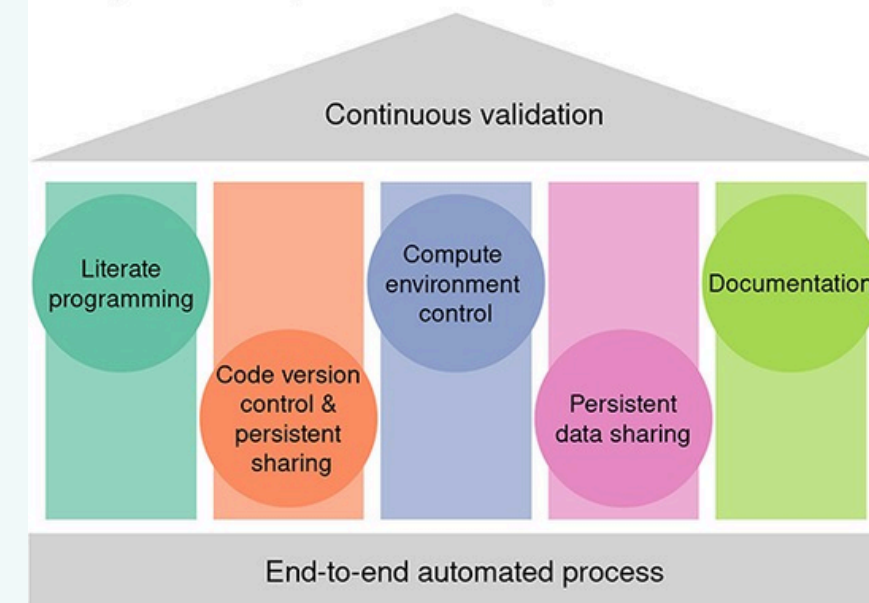 Continuous validation
Literate
programming
Code version
control &
persistent
sharing
Compute
environment
control
Persistent
data sharing
Documentation
End-to-end automated process